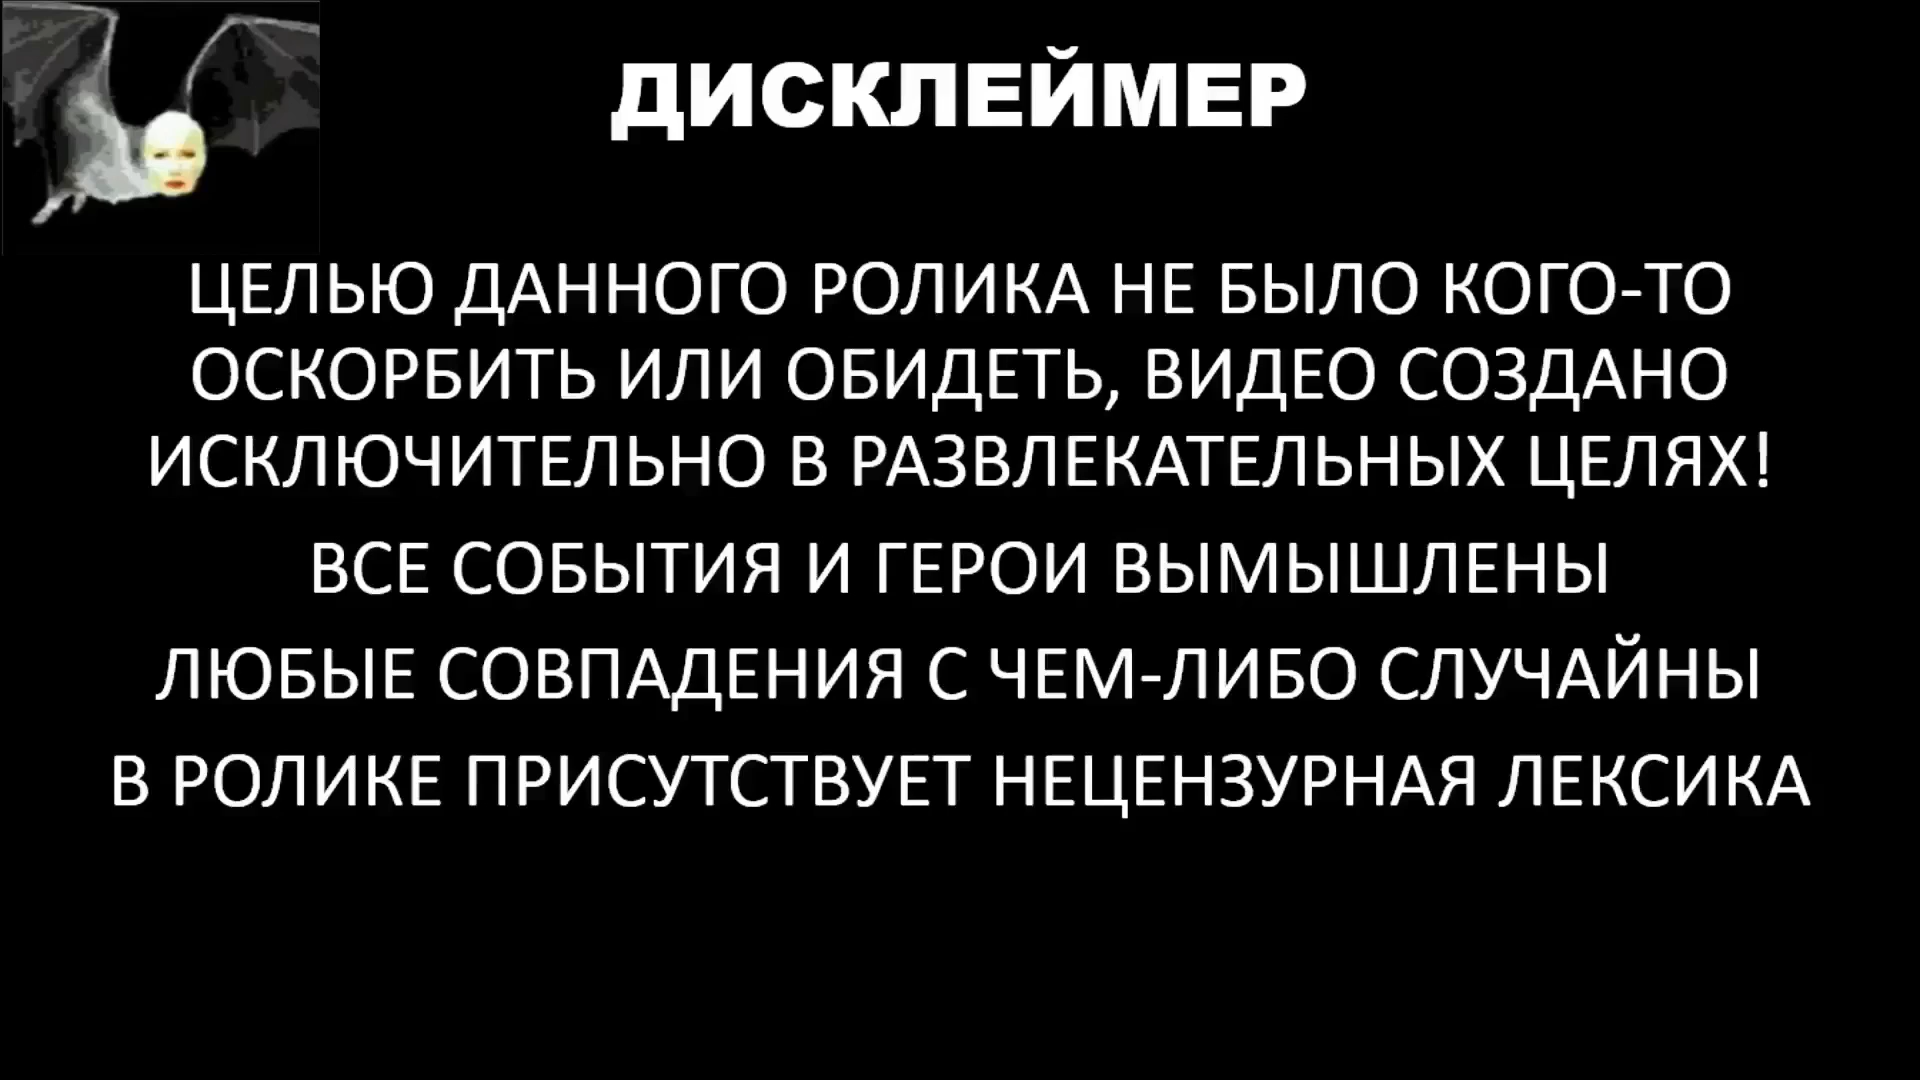 ДИСКЛЕЙМЕР
ЦЕЛЬЮ ДАННОГО РОЛИКА НЕ БЫЛО КОГО-ТО
ОСКОРБИТЬ ИЛИ ОБИДЕТЬ, ВИДЕО СОЗДАНО
ИСКЛЮЧИТЕЛЬНО В РАЗВЛЕКАТЕЛЬНЫХ ЦЕЛЯХ!
ВСЕ СОБЫТИЯ И ГЕРОИ ВЫМЫШЛЕНЫ
ЛЮБЫЕ СОВПАДЕНИЯ С ЧЕМ-ЛИБО СЛУЧАЙНЫ
В РОЛИКЕ ПРИСУТСТВУЕТ НЕЦЕНЗУРНАЯ ЛЕКСИКА